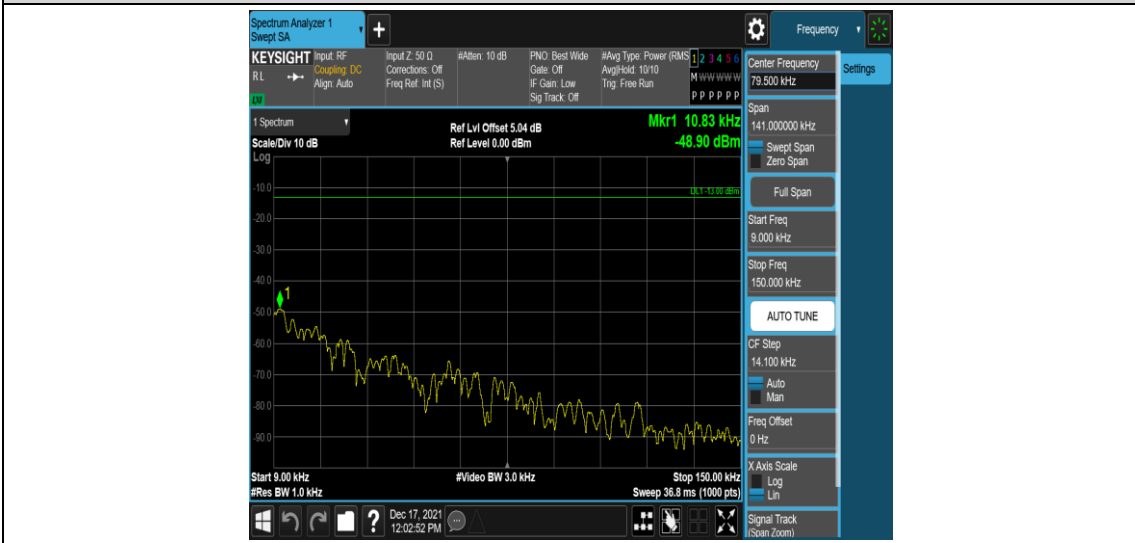 Spectrum Analyzer 1
Swept SA
Frequency
KEYSIGHT
RL
LXI
Input: RF
Coupling: DC
Align: Auto
Input Z: 50 Ω
Corrections: Off
Freq Ref: Int (S)
#Atten: 10 dB
PNO: Best Wide
Gate: Off
IF Gain: Low
Sig Track: Off
#Avg Type: Power (RMS
Avg|Hold: 10/10
Trig: Free Run
1 2 3 4 5 6
M W W W W W
P P P P P P
Center Frequency
79.500 kHz
Settings
Span
141.000000 kHz
Swept Span
Zero Span
Full Span
Start Freq
9.000 kHz
Stop Freq
150.000 kHz
AUTO TUNE
CF Step
14.100 kHz
Auto
Man
Freq Offset
0 Hz
X Axis Scale
Log
Lin
Signal Track
(Span Zoom)
1 Spectrum
Scale/Div 10 dB
Log
Ref Lvl Offset 5.04 dB
Ref Level 0.00 dBm
Mkr1 10.83 kHz
-48.90 dBm
DL1 -13.00 dBm
-10.0
-20.0
-30.0
-40.0
1
-50.0
-60.0
-70.0
-80.0
-90.0
Start 9.00 kHz
#Video BW 3.0 kHz
Stop 150.00 kHz
#Res BW 1.0 kHz
Sweep 36.8 ms (1000 pts)
?
Dec 17, 2021
12:02:52 PM